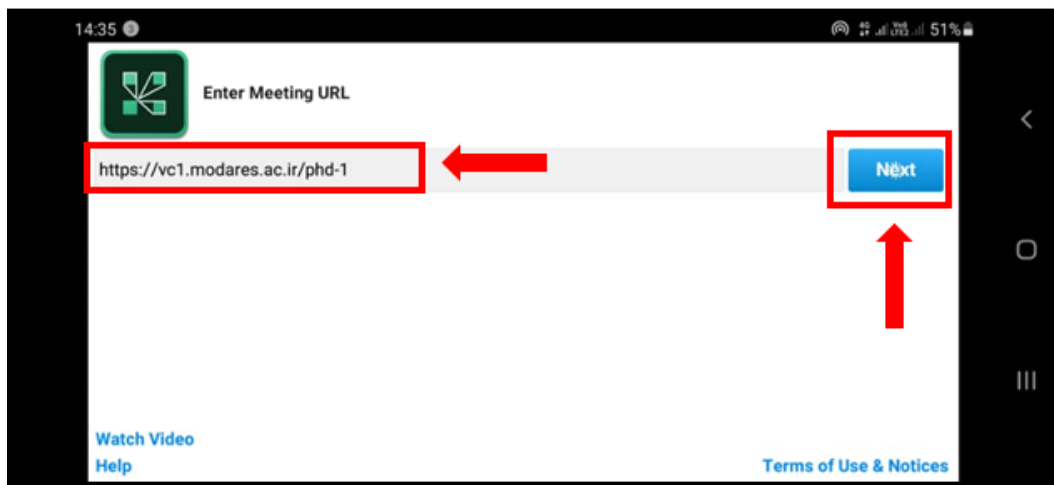 14:35 3 51%
Enter Meeting URL
https://vc1.modares.ac.ir/phd-1
Next
Watch Video
Help
Terms of Use & Notices